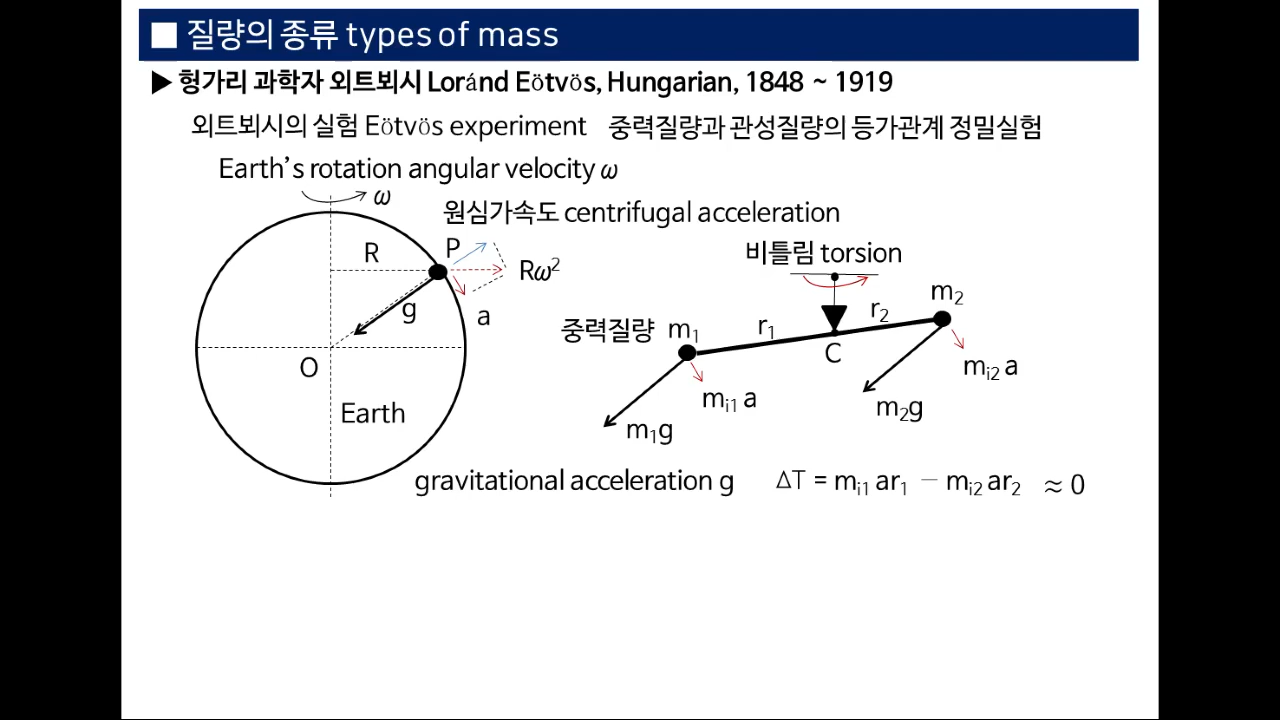 ■ 질량의 종류 types of mass
▶ 헝가리 과학자 외트뵈시 Loránd Eötvös, Hungarian, 1848 ~ 1919
외트뵈시의 실험 Eötvös experiment 중력질량과 관성질량의 등가관계 정밀실험
Earth's rotation angular velocity ω
ω
원심가속도 centrifugal acceleration
R
P
Rω²
g
a
O
Earth
비틀림 torsion
중력질량 m₁
r₁
r₂
m₂
C
mᵢ₁ a
mᵢ₂ a
m₁g
m₂g
gravitational acceleration g
ΔT = mᵢ₁ ar₁ − mᵢ₂ ar₂ ≈ 0